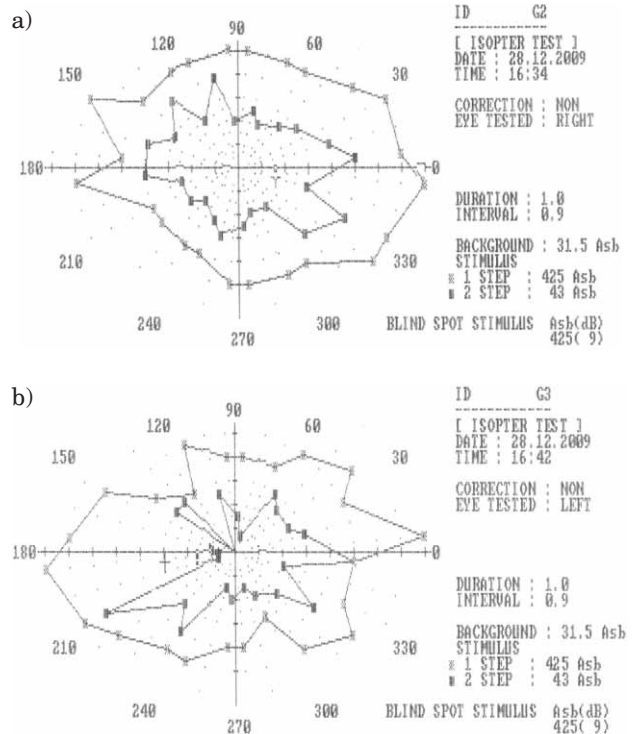 a)
ID G2
[ ISOPTER TEST ]
DATE : 28.12.2009
TIME : 16:34
CORRECTION : NON
EYE TESTED : RIGHT
DURATION : 1.0
INTERVAL : 0.9
BACKGROUND : 31.5 Asb
STIMULUS
1 STEP : 425 Asb
2 STEP : 43 Asb
BLIND SPOT STIMULUS Asb(dB)
425( 9)
90
120 60
150 30
180 0
210 330
240 300
270
b)
ID G3
[ ISOPTER TEST ]
DATE : 28.12.2009
TIME : 16:42
CORRECTION : NON
EYE TESTED : LEFT
DURATION : 1.0
INTERVAL : 0.9
BACKGROUND : 31.5 Asb
STIMULUS
1 STEP : 425 Asb
2 STEP : 43 Asb
BLIND SPOT STIMULUS Asb(dB)
425( 9)
90
120 60
150 30
180 0
210 330
240 300
270